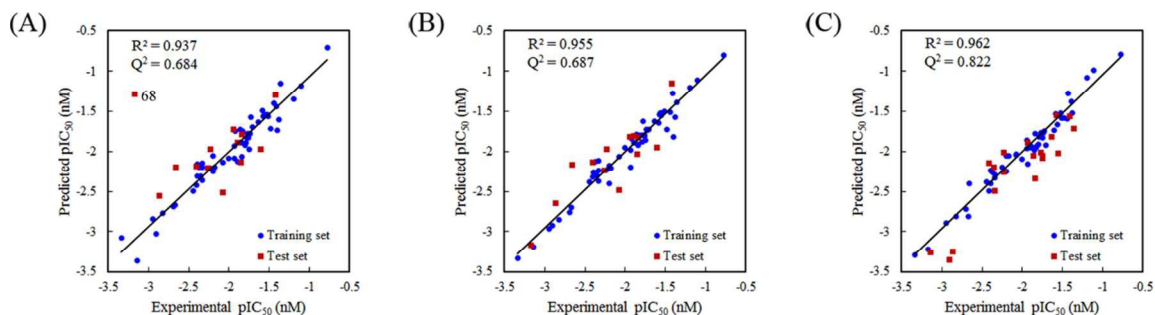 (A)
R² = 0.937
Q² = 0.684
68
Predicted pIC₅₀ (nM)
-0.5
-1
-1.5
-2
-2.5
-3
-3.5
Training set
Test set
-3.5 -3 -2.5 -2 -1.5 -1 -0.5
Experimental pIC₅₀ (nM)
(B)
R² = 0.955
Q² = 0.687
Predicted pIC₅₀ (nM)
-0.5
-1
-1.5
-2
-2.5
-3
-3.5
Training set
Test set
-3.5 -3 -2.5 -2 -1.5 -1 -0.5
Experimental pIC₅₀ (nM)
(C)
R² = 0.962
Q² = 0.822
Predicted pIC₅₀ (nM)
-0.5
-1
-1.5
-2
-2.5
-3
-3.5
Training set
Test set
-3.5 -3 -2.5 -2 -1.5 -1 -0.5
Experimental pIC₅₀ (nM)